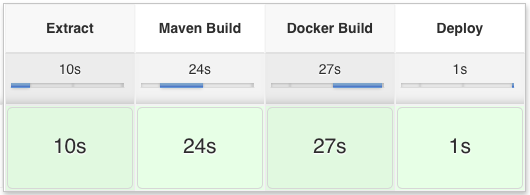 Extract Maven Build Docker Build Deploy
10s 24s 27s 1s
10s 24s 27s 1s